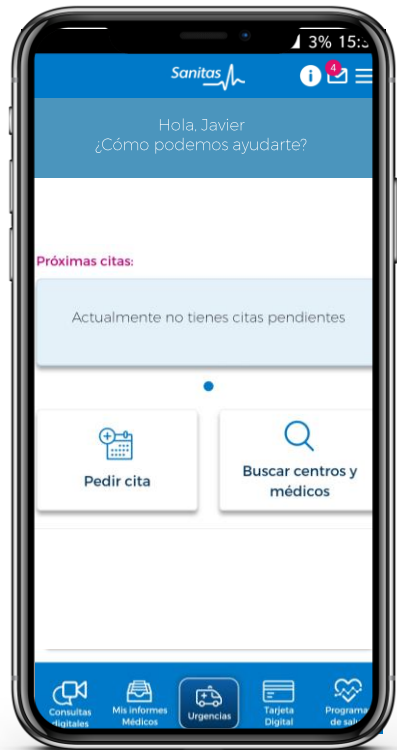 3% 15:
Sanitas
i
4
Hola, Javier
¿Cómo podemos ayudarte?
Próximas citas:
Actualmente no tienes citas pendientes
Pedir cita
Buscar centros y
médicos
Consultas
digitales
Mis informes
Médicos
Urgencias
Tarjeta
Digital
Programa
de sal